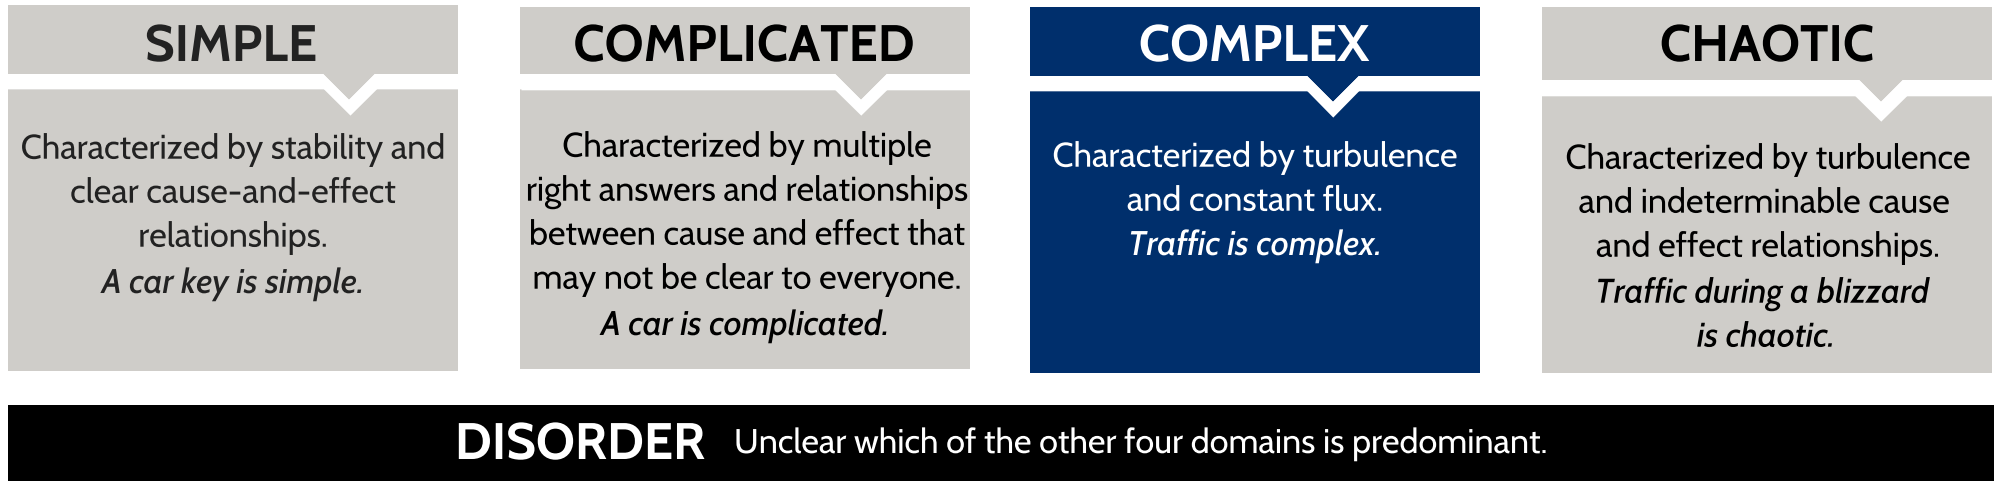 SIMPLE
Characterized by stability and
clear cause-and-effect
relationships.
A car key is simple.
COMPLICATED
Characterized by multiple
right answers and relationships
between cause and effect that
may not be clear to everyone.
A car is complicated.
COMPLEX
Characterized by turbulence
and constant flux.
Traffic is complex.
CHAOTIC
Characterized by turbulence
and indeterminable cause
and effect relationships.
Traffic during a blizzard
is chaotic.
DISORDER Unclear which of the other four domains is predominant.